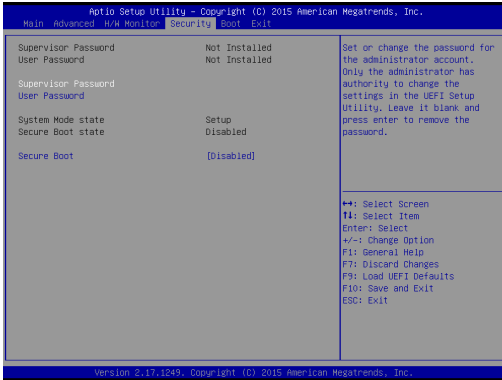 Aptio Setup Utility – Copyright (C) 2015 American Megatrends, Inc.
Main Advanced H/W Monitor Security Boot Exit
Supervisor Password Not Installed
User Password Not Installed
Supervisor Password
User Password
System Mode state Setup
Secure Boot state Disabled
Secure Boot [Disabled]
Set or change the password for
the administrator account.
Only the administrator has
authority to change the
settings in the UEFI Setup
Utility. Leave it blank and
press enter to remove the
password.
↔: Select Screen
↑↓: Select Item
Enter: Select
+/-: Change Option
F1: General Help
F7: Discard Changes
F9: Load UEFI Defaults
F10: Save and Exit
ESC: Exit
Version 2.17.1249. Copyright (C) 2015 American Megatrends, Inc.